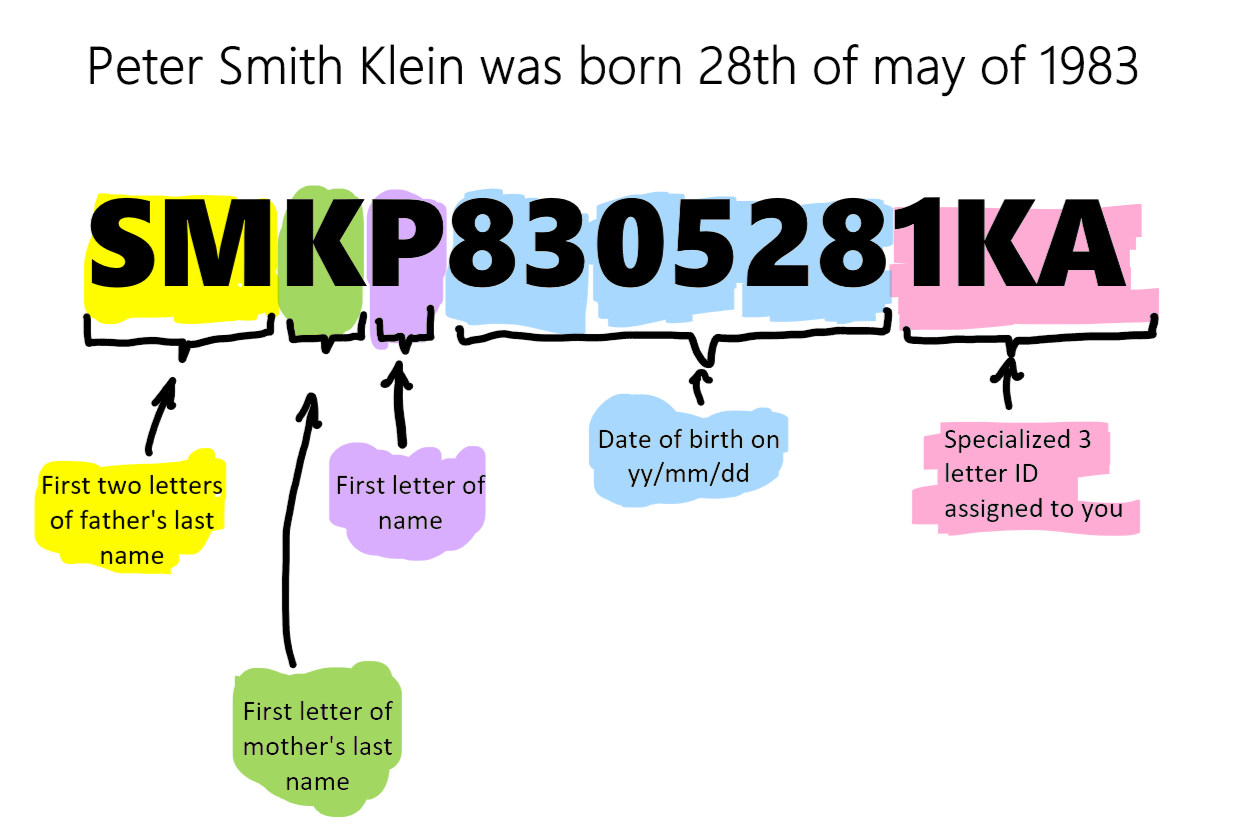 Peter Smith Klein was born 28th of may of 1983
SMKP8305281KA
First two letters
of father's last
name
First letter of
mother's last
name
First letter of
name
Date of birth on
yy/mm/dd
Specialized 3
letter ID
assigned to you